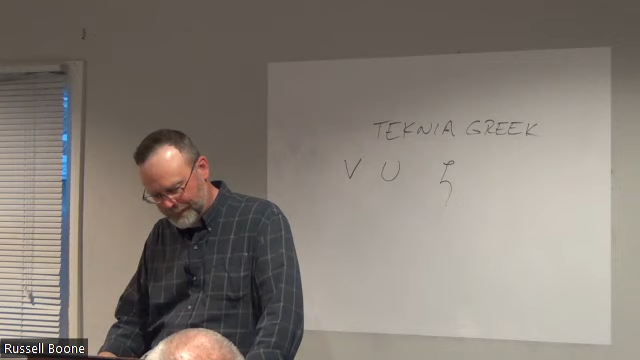 TEKNIA GREEK
ν υ ζ
Russell Boone